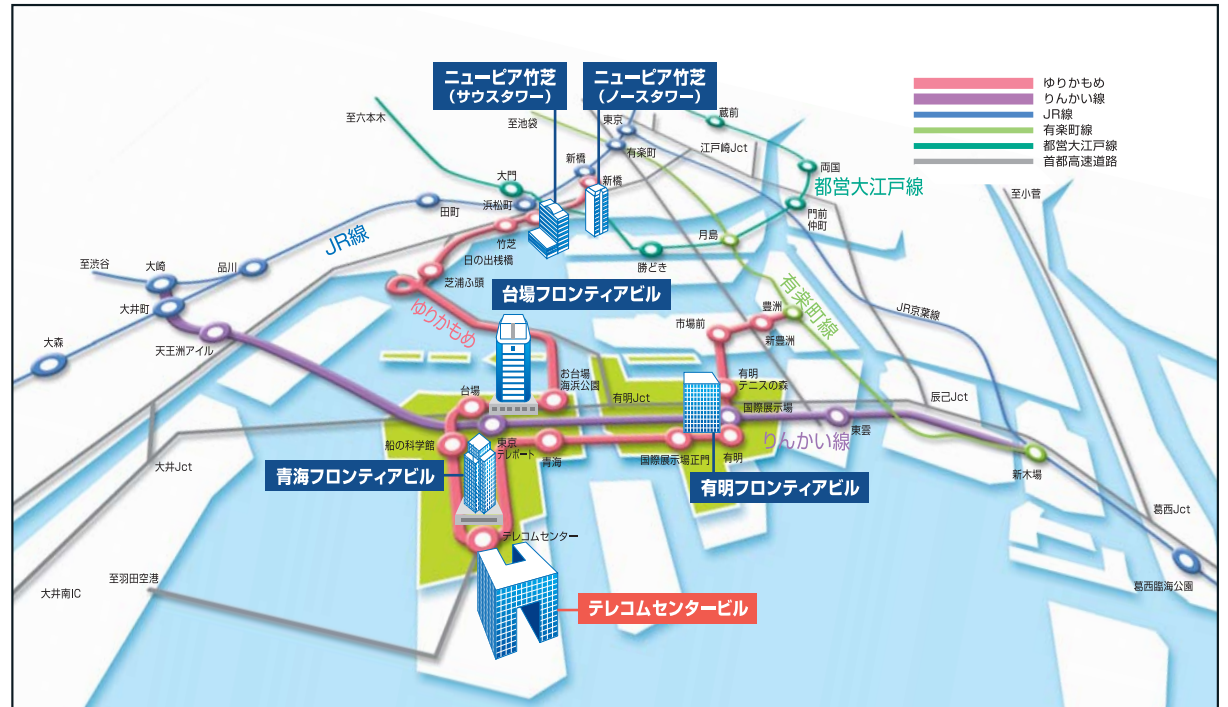 ニューピア竹芝
（サウスタワー）
ニューピア竹芝
（ノースタワー）
ゆりかもめ
りんかい線
JR線
有楽町線
都営大江戸線
首都高速道路
至六本木
至池袋
東京
蔵前
有楽町
江戸崎Jct
新橋
新橋
両国
都営大江戸線
大門
浜松町
至小菅
田町
門前
仲町
竹芝
日の出桟橋
月島
勝どき
JR線
至渋谷
大崎
品川
芝浦ふ頭
台場フロンティアビル
有楽町線
大井町
ゆりかもめ
豊洲
JR京葉線
市場前
新豊洲
天王洲アイル
大森
お台場
海浜公園
有明
テニスの森
台場
有明Jct
国際展示場
辰己Jct
東雲
りんかい線
船の科学館
東京
テレポート
青海
国際展示場正門
有明
大井Jct
青海フロンティアビル
有明フロンティアビル
新木場
葛西Jct
テレコムセンター
至羽田空港
大井南IC
葛西臨海公園
テレコムセンタービル